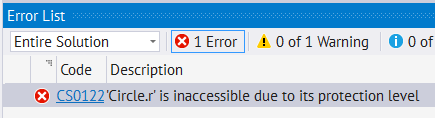 Error List
Entire Solution 1 Error 0 of 1 Warning 0 of
Code Description
CS0122 'Circle.r' is inaccessible due to its protection level